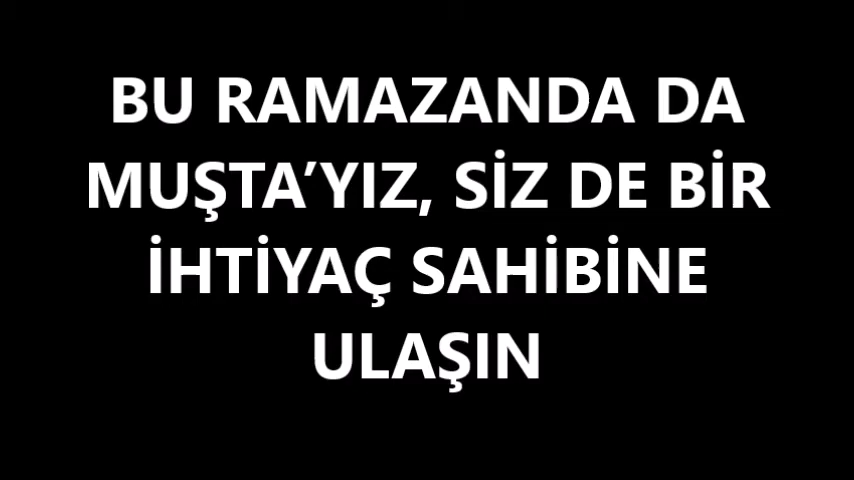 BU RAMAZANDA DA
MUŞTA'YIZ, SİZ DE BİR
İHTİYAÇ SAHİBİNE
ULAŞIN